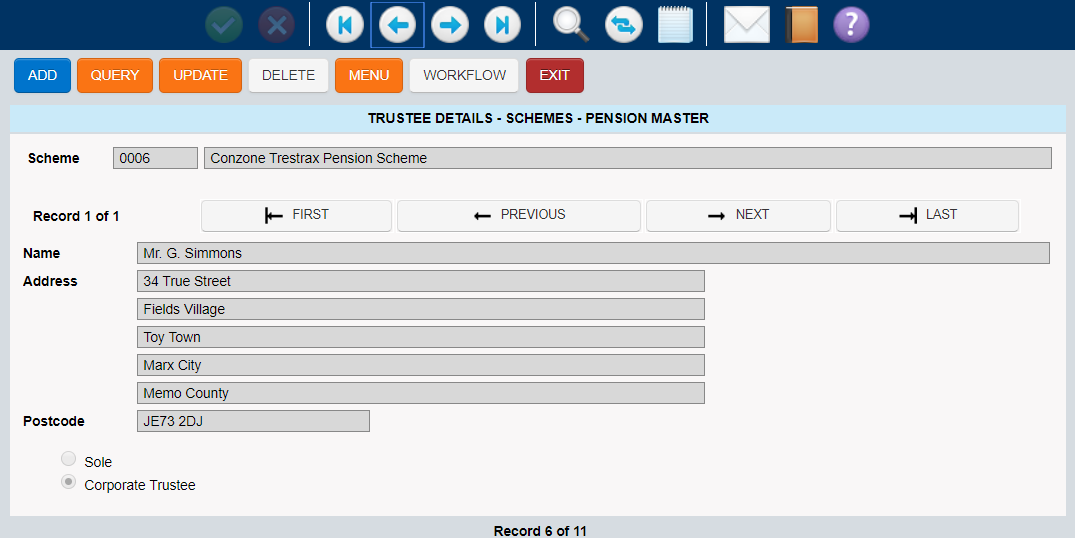 ?
ADD QUERY UPDATE DELETE MENU WORKFLOW EXIT
TRUSTEE DETAILS - SCHEMES - PENSION MASTER
Scheme 0006 Conzone Trestrax Pension Scheme
Record 1 of 1 FIRST PREVIOUS NEXT LAST
Name Mr. G. Simmons
Address 34 True Street
Fields Village
Toy Town
Marx City
Memo County
Postcode JE73 2DJ
Sole
Corporate Trustee
Record 6 of 11